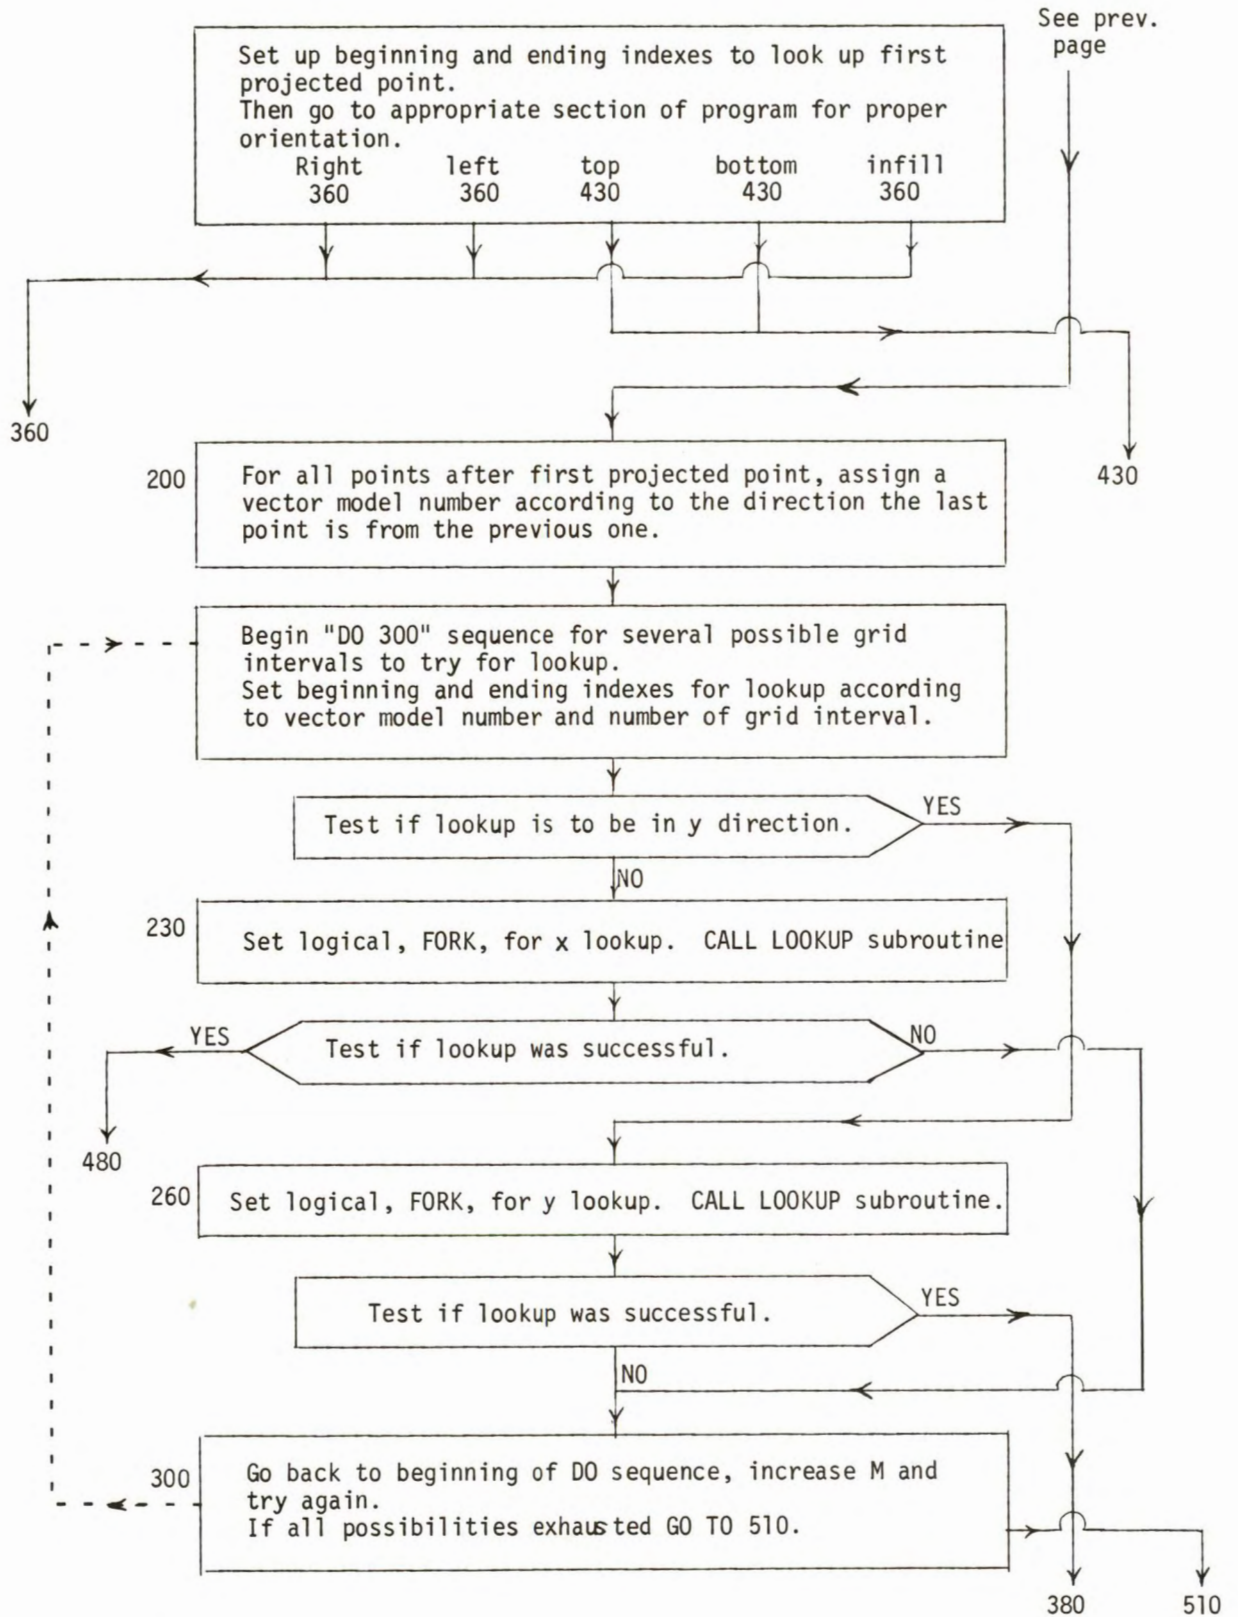 See prev.
page
Set up beginning and ending indexes to look up first
projected point.
Then go to appropriate section of program for proper
orientation.
Right left top bottom infill
360 360 430 430 360
360
430
200
For all points after first projected point, assign a
vector model number according to the direction the last
point is from the previous one.
Begin "DO 300" sequence for several possible grid
intervals to try for lookup.
Set beginning and ending indexes for lookup according
to vector model number and number of grid interval.
Test if lookup is to be in y direction.
YES
NO
230
Set logical, FORK, for x lookup. CALL LOOKUP subroutine
YES
Test if lookup was successful.
NO
480
260
Set logical, FORK, for y lookup. CALL LOOKUP subroutine.
Test if lookup was successful.
YES
NO
300
Go back to beginning of DO sequence, increase M and
try again.
If all possibilities exhausted GO TO 510.
380 510